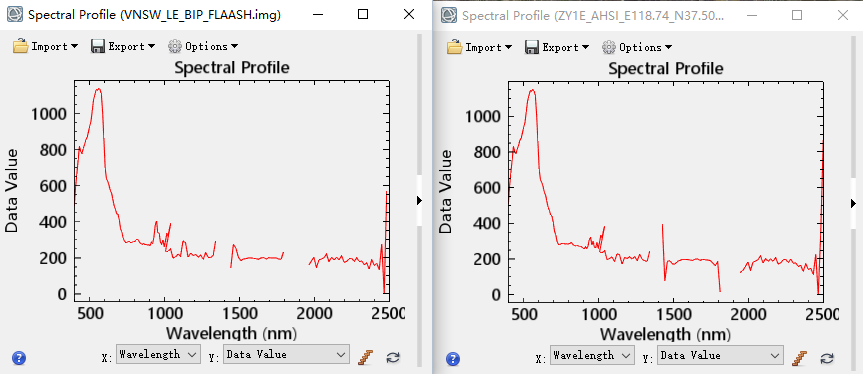 Spectral Profile (VNSW_LE_BIP_FLAASH.img)
Import Export Options
Spectral Profile
Data Value
1000
800
600
400
200
0
500 1000 1500 2000 2500
Wavelength (nm)
X: Wavelength Y: Data Value
Spectral Profile (ZY1E_AHSI_E118.74_N37.50...
Import Export Options
Spectral Profile
Data Value
1000
800
600
400
200
0
500 1000 1500 2000 2500
Wavelength (nm)
X: Wavelength Y: Data Value